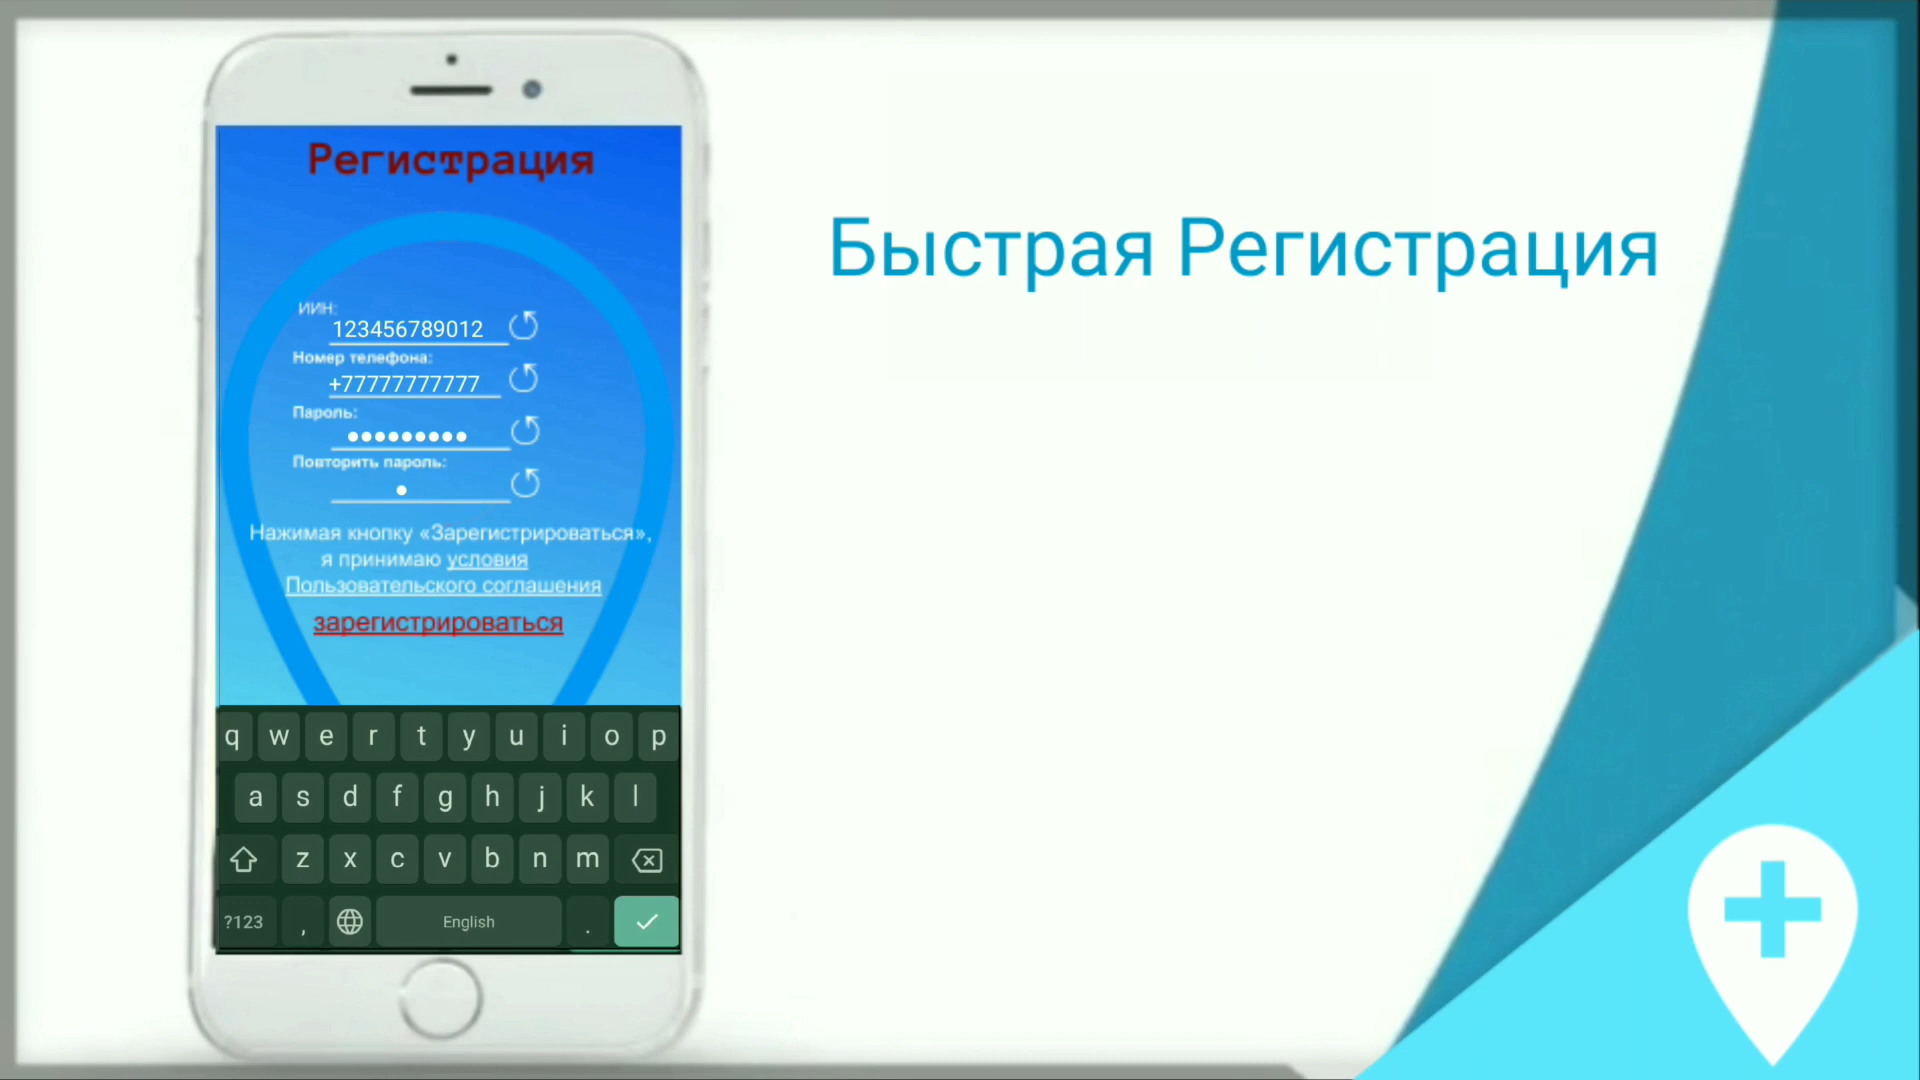 Регистрация
ИИН:
123456789012
Номер телефона:
+77777777777
Пароль:
•••••••••
Повторить пароль:
•
Нажимая кнопку «Зарегистрироваться»,
я принимаю условия
Пользовательского соглашения
зарегистрироваться
q w e r t y u i o p
a s d f g h j k l
z x c v b n m
?123 , English .
Быстрая Регистрация